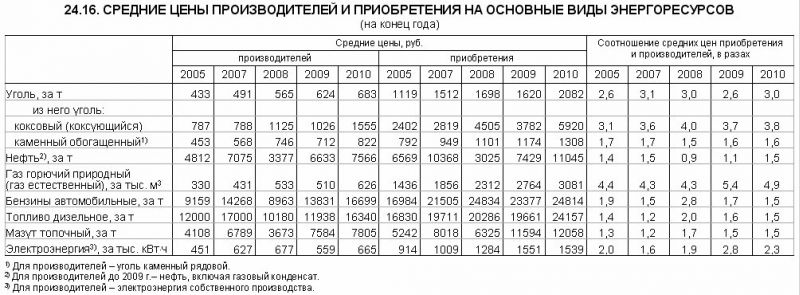 24.16. СРЕДНИЕ ЦЕНЫ ПРОИЗВОДИТЕЛЕЙ И ПРИОБРЕТЕНИЯ НА ОСНОВНЫЕ ВИДЫ ЭНЕРГОРЕСУРСОВ
(на конец года)
Средние цены, руб. Соотношение средних цен приобретения
производителей приобретения и производителей, в разах
2005 2007 2008 2009 2010 2005 2007 2008 2009 2010 2005 2007 2008 2009 2010
Уголь, за т 433 491 565 624 683 1119 1512 1698 1620 2082 2,6 3,1 3,0 2,6 3,0
из него уголь:
коксовый (коксующийся) 787 788 1125 1026 1555 2402 2819 4505 3782 5920 3,1 3,6 4,0 3,7 3,8
каменный обогащенный1) 453 568 746 712 822 792 949 1101 1174 1308 1,7 1,7 1,5 1,6 1,6
Нефть2), за т 4812 7075 3377 6633 7566 6569 10368 3025 7429 11045 1,4 1,5 0,9 1,1 1,5
Газ горючий природный
(газ естественный), за тыс. м3 330 431 533 510 626 1436 1856 2312 2764 3081 4,4 4,3 4,3 5,4 4,9
Бензины автомобильные, за т 9159 14268 8963 13831 16699 16984 21505 24834 23377 24814 1,9 1,5 2,8 1,7 1,5
Топливо дизельное, за т 12000 17000 10180 11938 16340 16830 19711 20286 19661 24157 1,4 1,2 2,0 1,6 1,5
Мазут топочный, за т 4108 6789 3673 7584 7805 5242 8018 6325 11594 12058 1,3 1,2 1,7 1,5 1,5
Электроэнергия3), за тыс. кВт·ч 451 627 677 559 665 914 1009 1284 1551 1539 2,0 1,6 1,9 2,8 2,3
1) Для производителей – уголь каменный рядовой.
2) Для производителей до 2009 г.– нефть, включая газовый конденсат.
3) Для производителей – электроэнергия собственного производства.